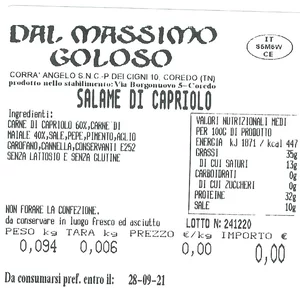 DAL MASSIMO
GOLOSO
IT
S6M6W
CE
CORRA' ANGELO S.N.C.-P DEI CIGNI 10, COREDO (TN)
prodotto nello stabilimento: Via Borgonuovo 5- Coredo
SALAME DI CAPRIOLO
Ingredienti:
CARNE DI CAPRIOLO 60%,CARNE DI
MAIALE 40%,SALE,PEPE,PIMENTO,AGLIO
GAROFANO,CANNELLA,CONSERVANTI E252
SENZA LATTOSIO E SENZA GLUTINE
VALORI NUTRIZIONALI MEDI
PER 100G DI PRODOTTO
ENERGIA kJ 1871 / kcal 447
GRASSI 35g
DI CUI SATURI 13g
CARBOIDRATI 0g
DI CUI ZUCCHERI 0g
PROTEINE 32g
SALE 10g
NON FORARE LA CONFEZIONE.
da conservare in luogo fresco ed asciutto
LOTTO N: 241220
PESO kg TARA kg PREZZO €/kg IMPORTO €
0,094 0,006 0,00 0,00
Da consumarsi pref. entro il: 28-09-21